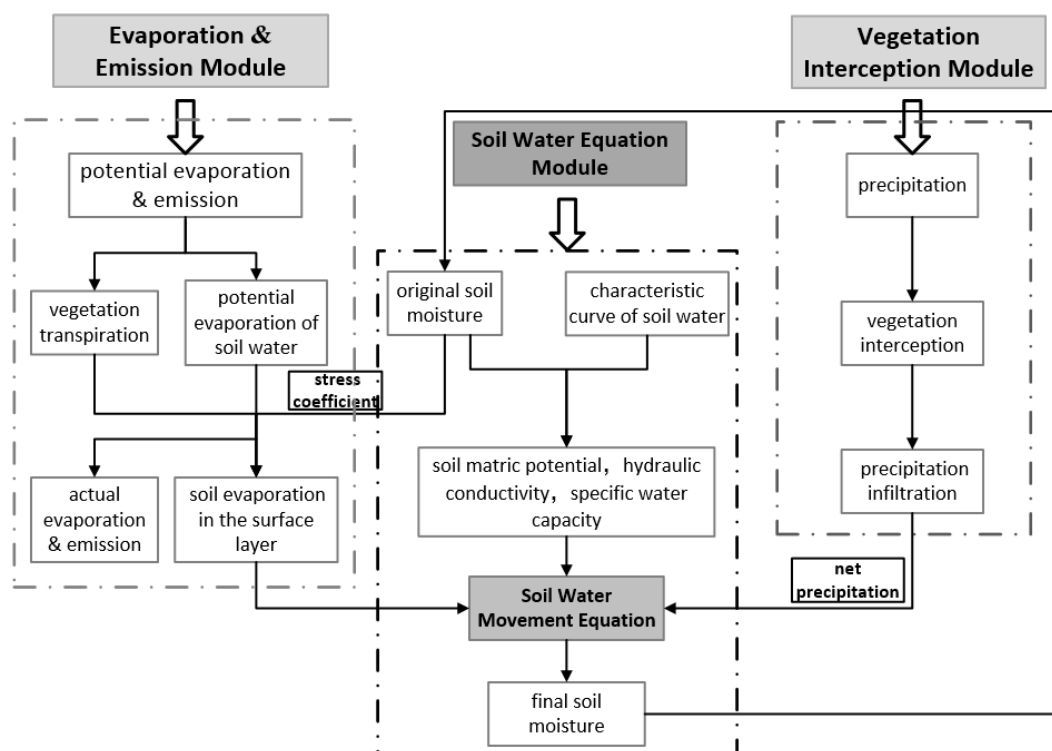 Evaporation &
Emission Module
Vegetation
Interception Module
Soil Water Equation
Module
potential evaporation
& emission
precipitation
vegetation
transpiration
potential
evaporation of
soil water
original soil
moisture
characteristic
curve of soil water
vegetation
interception
stress
coefficient
actual
evaporation
& emission
soil evaporation
in the surface
layer
soil matric potential，hydraulic
conductivity，specific water
capacity
precipitation
infiltration
net
precipitation
Soil Water
Movement Equation
final soil
moisture